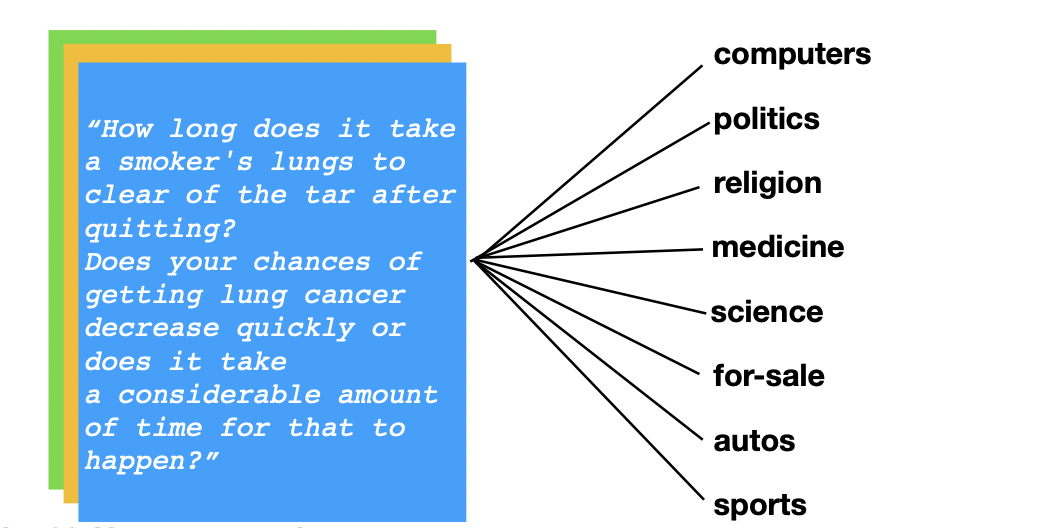 “How long does it take
a smoker's lungs to
clear of the tar after
quitting?
Does your chances of
getting lung cancer
decrease quickly or
does it take
a considerable amount
of time for that to
happen?”
computers
politics
religion
medicine
science
for-sale
autos
sports